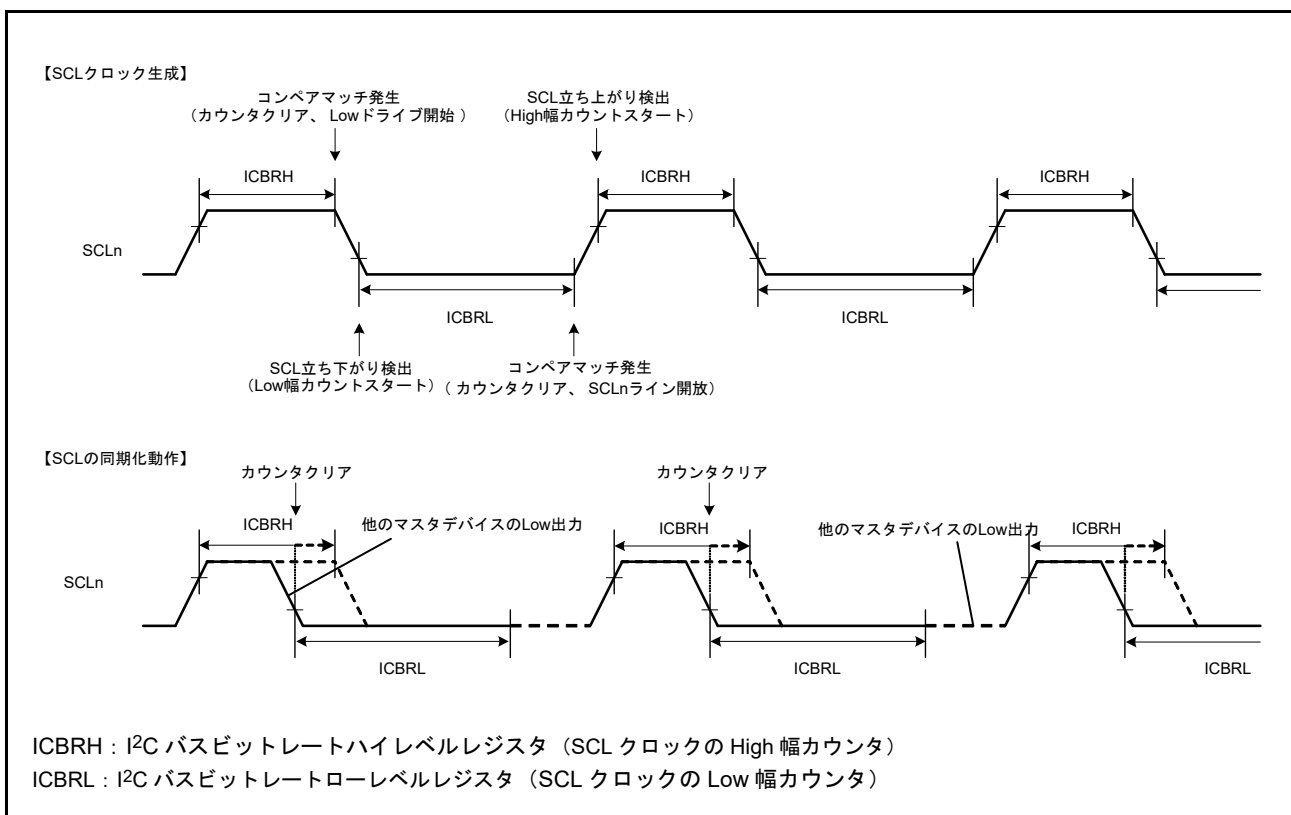 【SCLクロック生成】
コンペアマッチ発生
（カウンタクリア、 Lowドライブ開始 ）
SCL立ち上がり検出
（High幅カウントスタート）
ICBRH
ICBRH
ICBRH
SCLn
ICBRL
ICBRL
SCL立ち下がり検出
（Low幅カウントスタート）
コンペアマッチ発生
（ カウンタクリア、 SCLnライン開放）
【SCLの同期化動作】
カウンタクリア
カウンタクリア
ICBRH
他のマスタデバイスのLow出力
ICBRH
他のマスタデバイスのLow出力
ICBRH
SCLn
ICBRL
ICBRL
ICBRL
ICBRH : I²C バスビットレートハイレベルレジスタ（SCL クロックの High 幅カウンタ）
ICBRL : I²C バスビットレートローレベルレジスタ（SCL クロックの Low 幅カウンタ）